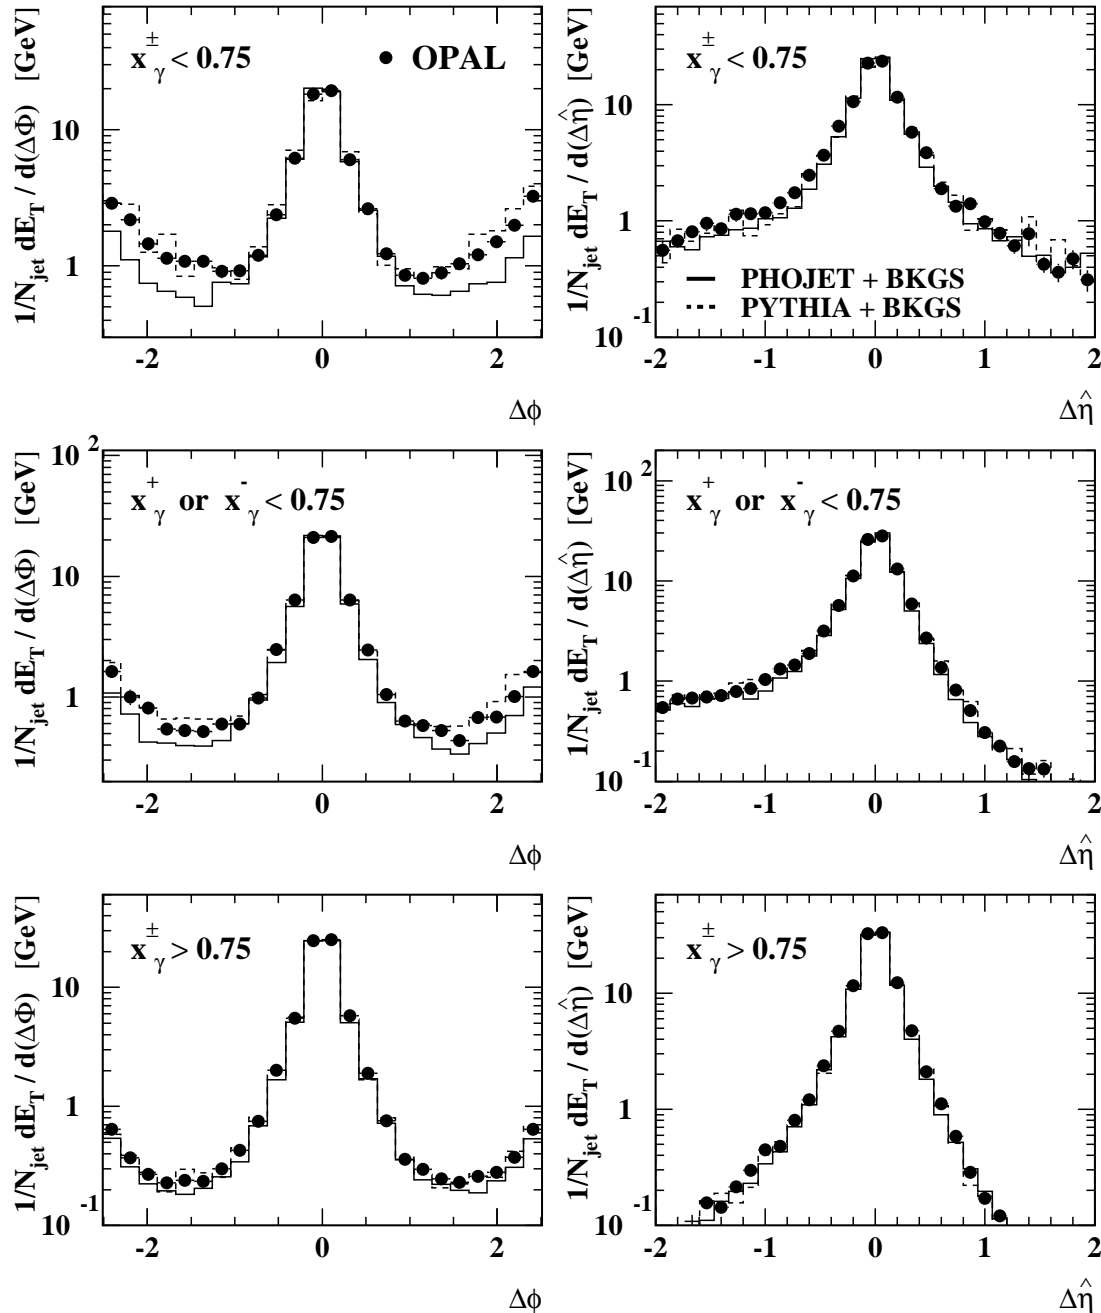 1/N_jet dE_T / d(ΔΦ) [GeV]
x_γ^± < 0.75
● OPAL
10
1
-2 0 2
Δϕ
1/N_jet dE_T / d(Δη̂) [GeV]
x_γ^± < 0.75
10
1
10^-1
PHOJET + BKGS
PYTHIA + BKGS
-2 -1 0 1 2
Δη̂
1/N_jet dE_T / d(ΔΦ) [GeV]
x_γ^+ or x_γ^- < 0.75
10^2
10
1
-2 0 2
Δϕ
1/N_jet dE_T / d(Δη̂) [GeV]
x_γ^+ or x_γ^- < 0.75
10^2
10
1
10^-1
-2 -1 0 1 2
Δη̂
1/N_jet dE_T / d(ΔΦ) [GeV]
x_γ^± > 0.75
10
1
10^-1
-2 0 2
Δϕ
1/N_jet dE_T / d(Δη̂) [GeV]
x_γ^± > 0.75
10
1
10^-1
-2 -1 0 1 2
Δη̂